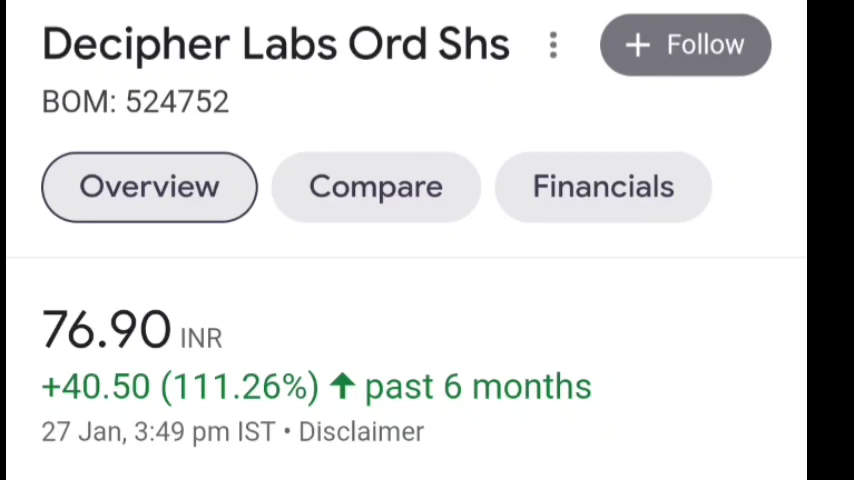 Decipher Labs Ord Shs
+ Follow
BOM: 524752
Overview Compare Financials
76.90 INR
+40.50 (111.26%) ↑ past 6 months
27 Jan, 3:49 pm IST • Disclaimer